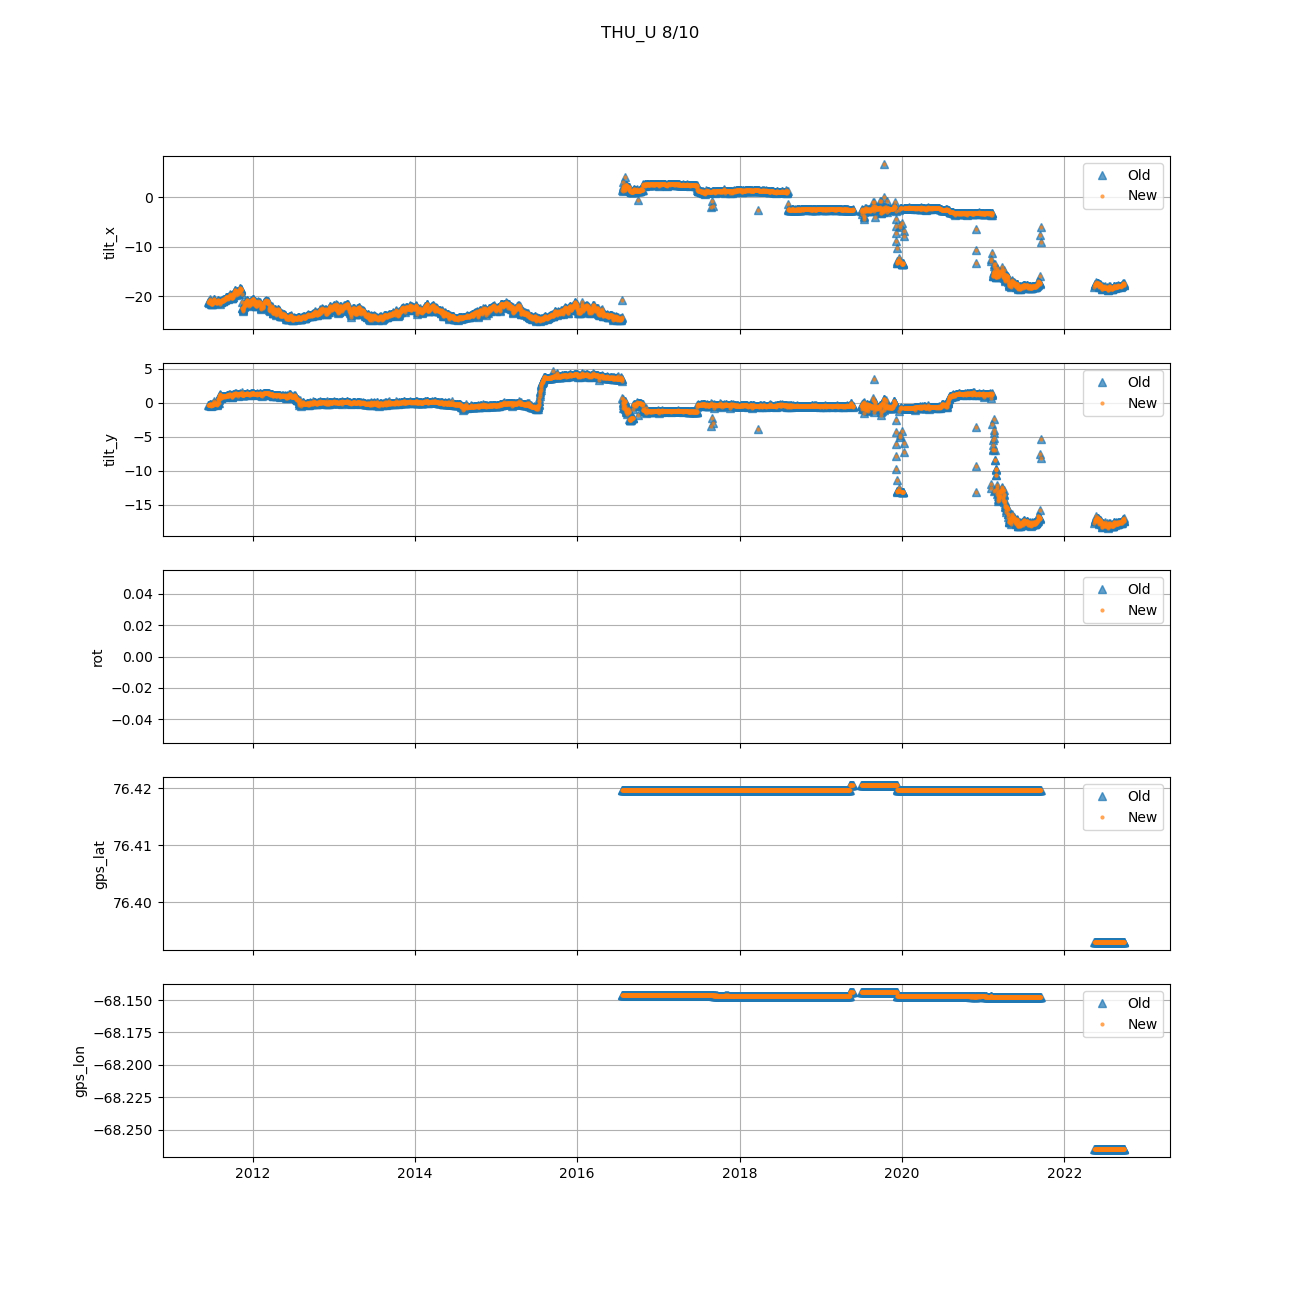 THU_U 8/10
0
−10
−20
tilt_x
Old
New
5
0
−5
−10
−15
tilt_y
Old
New
0.04
0.02
0.00
−0.02
−0.04
rot
Old
New
76.42
76.41
76.40
gps_lat
Old
New
−68.150
−68.175
−68.200
−68.225
−68.250
gps_lon
Old
New
2012 2014 2016 2018 2020 2022